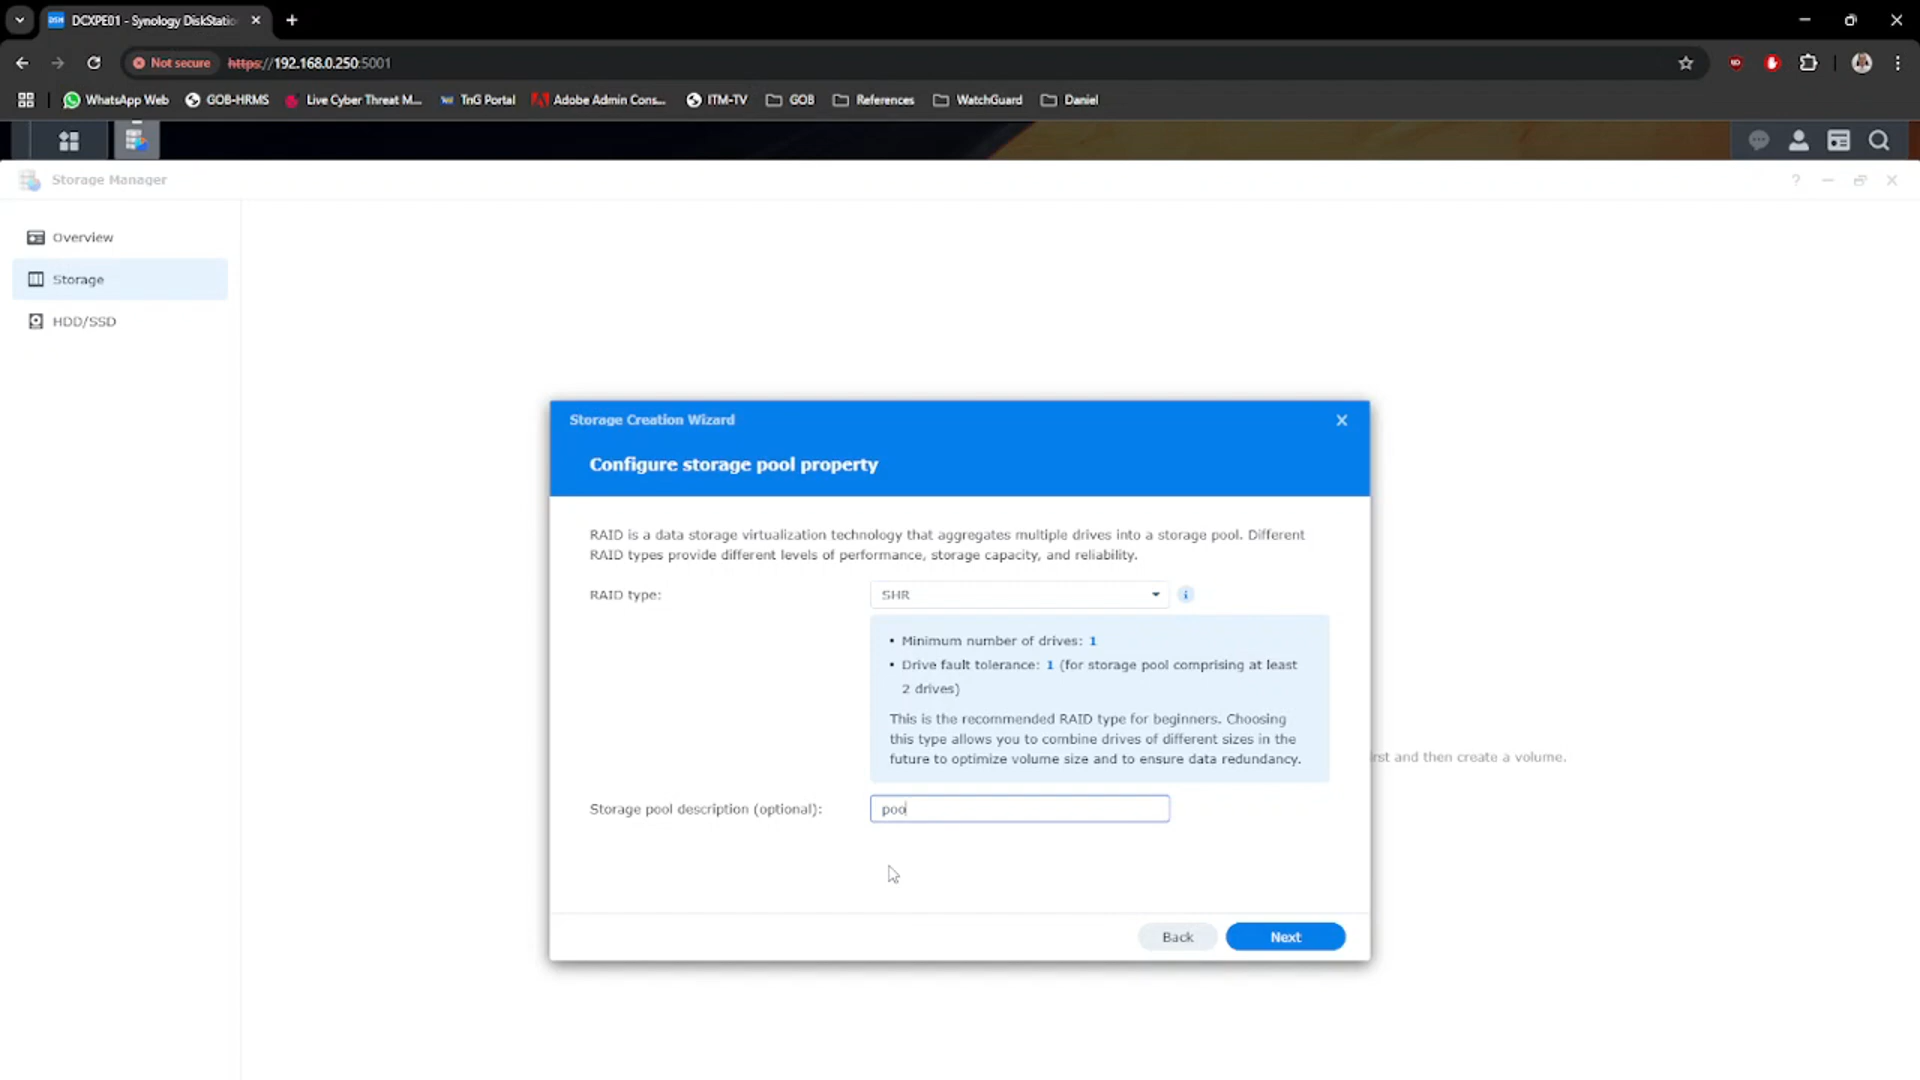 DCXPE01 - Synology DiskStatio
Not secure https://192.168.0.250:5001
WhatsApp Web GOB-HRMS Live Cyber Threat M... TnG Portal Adobe Admin Cons... ITM-TV GOB References WatchGuard Daniel
Storage Manager
Overview
Storage
HDD/SSD
Storage Creation Wizard
Configure storage pool property
RAID is a data storage virtualization technology that aggregates multiple drives into a storage pool. Different
RAID types provide different levels of performance, storage capacity, and reliability.
RAID type: SHR
• Minimum number of drives: 1
• Drive fault tolerance: 1 (for storage pool comprising at least
2 drives)
This is the recommended RAID type for beginners. Choosing
this type allows you to combine drives of different sizes in the
future to optimize volume size and to ensure data redundancy.
rst and then create a volume.
Storage pool description (optional): poo
Back Next